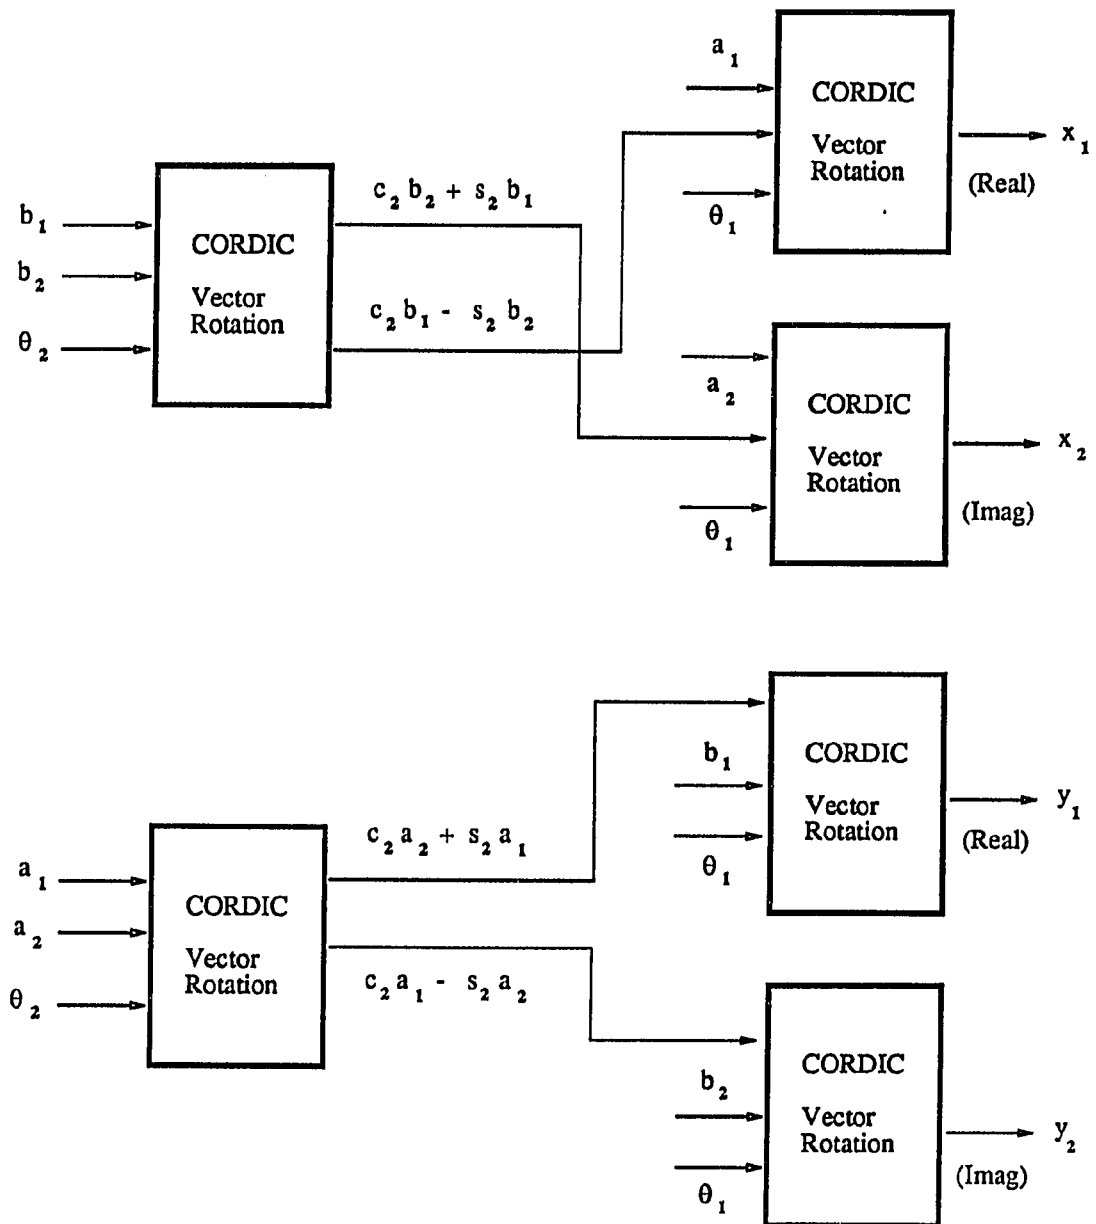 a₁
CORDIC
Vector
Rotation
θ₁
x₁
(Real)
b₁
b₂
θ₂
CORDIC
Vector
Rotation
c₂ b₂ + s₂ b₁
c₂ b₁ - s₂ b₂
a₂
CORDIC
Vector
Rotation
θ₁
x₂
(Imag)
b₁
CORDIC
Vector
Rotation
θ₁
y₁
(Real)
a₁
a₂
θ₂
CORDIC
Vector
Rotation
c₂ a₂ + s₂ a₁
c₂ a₁ - s₂ a₂
b₂
CORDIC
Vector
Rotation
θ₁
y₂
(Imag)